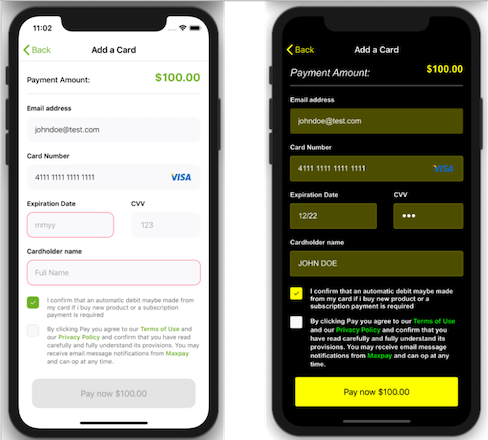 11:02
Back
Add a Card
Payment Amount:
$100.00
Email address
johndoe@test.com
Card Number
4111 1111 1111 1111
VISA
Expiration Date
CVV
mmyy
123
Cardholder name
Full Name
I confirm that an automatic debit maybe made
from my card if i buy new product or a
subscription payment is required
By clicking Pay you agree to our Terms of Use
and our Privacy Policy and confirm that you
have read carefully and fully understand its
provisions. You may receive email message
notifications from Maxpay and can op at any
time.
Pay now $100.00
Back
Add a Card
Payment Amount:
$100.00
Email address
johndoe@test.com
Card Number
4111 1111 1111 1111
VISA
Expiration Date
CVV
12/22
•••
Cardholder name
JOHN DOE
I confirm that an automatic debit maybe made
from my card if i buy new product or a
subscription payment is required
By clicking Pay you agree to our Terms of Use
and our Privacy Policy and confirm that you
have read carefully and fully understand its
provisions. You may receive email message
notifications from Maxpay and can op at any
time.
Pay now $100.00